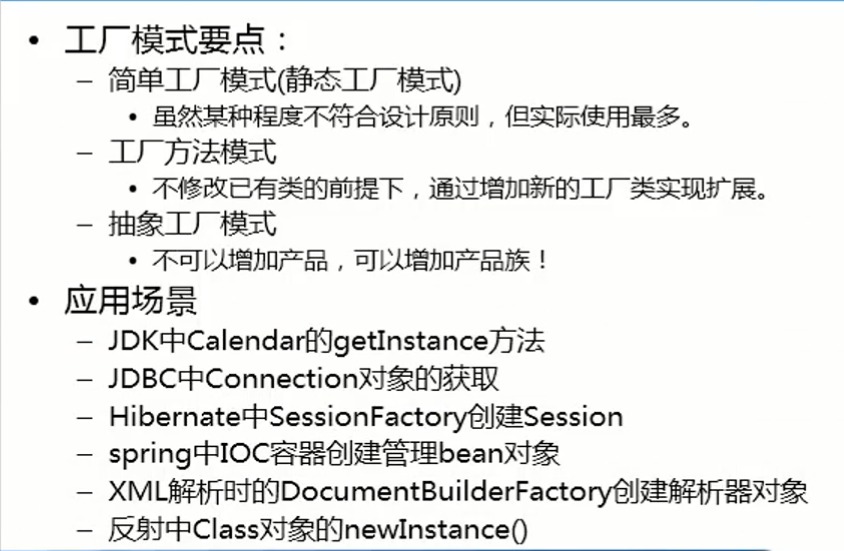 • 工厂模式要点：
– 简单工厂模式(静态工厂模式)
• 虽然某种程度不符合设计原则，但实际使用最多。
– 工厂方法模式
• 不修改已有类的前提下，通过增加新的工厂类实现扩展。
– 抽象工厂模式
• 不可以增加产品，可以增加产品族！
• 应用场景
– JDK中Calendar的getInstance方法
– JDBC中Connection对象的获取
– Hibernate中SessionFactory创建Session
– spring中IOC容器创建管理bean对象
– XML解析时的DocumentBuilderFactory创建解析器对象
– 反射中Class对象的newInstance()